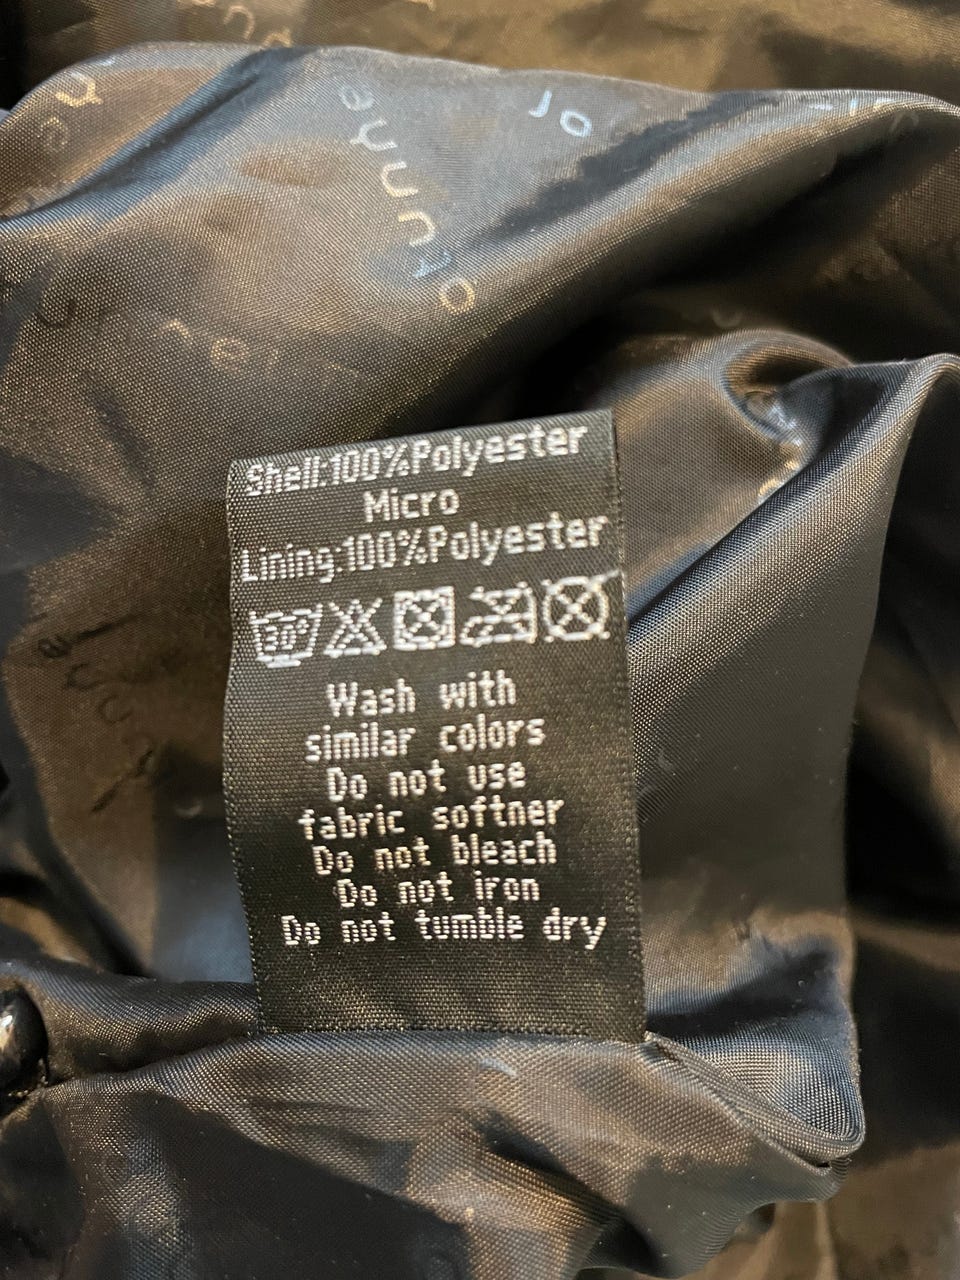 Shell:100%Polyester
Micro
Lining:100%Polyester
30°
Wash with
similar colors
Do not use
fabric softner
Do not bleach
Do not iron
Do not tumble dry